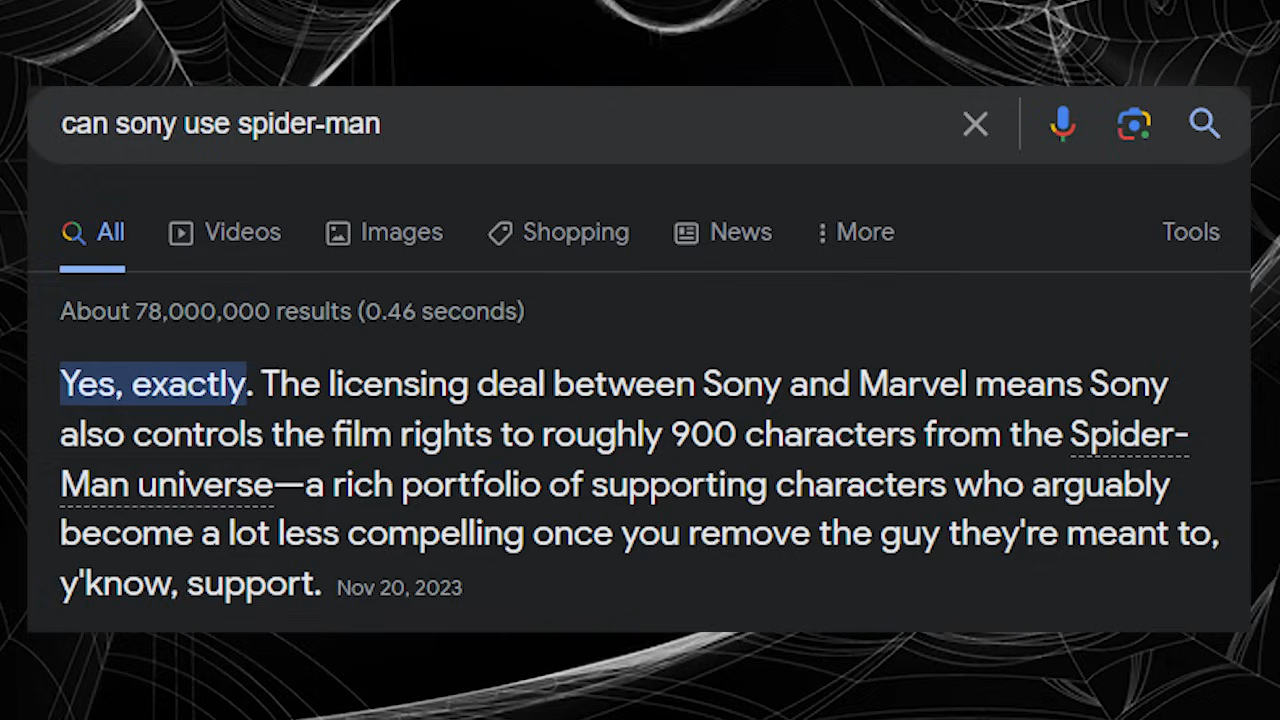 can sony use spider-man
All Videos Images Shopping News More Tools
About 78,000,000 results (0.46 seconds)
Yes, exactly. The licensing deal between Sony and Marvel means Sony
also controls the film rights to roughly 900 characters from the Spider-
Man universe—a rich portfolio of supporting characters who arguably
become a lot less compelling once you remove the guy they're meant to,
y'know, support. Nov 20, 2023